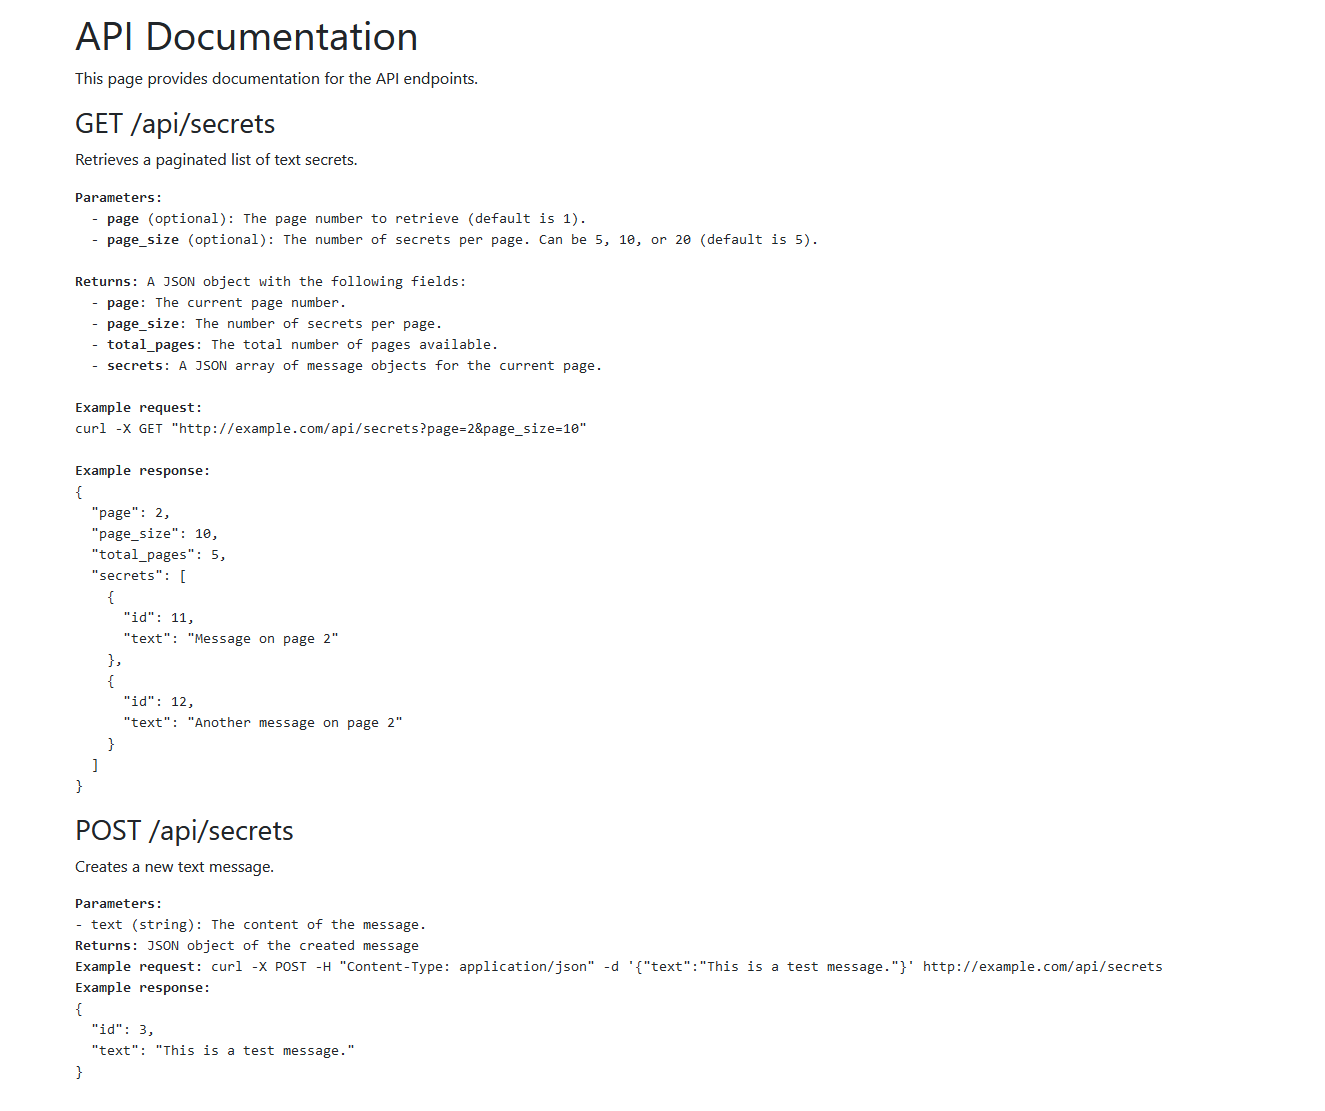 API Documentation
This page provides documentation for the API endpoints.
GET /api/secrets
Retrieves a paginated list of text secrets.
Parameters:
  - page (optional): The page number to retrieve (default is 1).
  - page_size (optional): The number of secrets per page. Can be 5, 10, or 20 (default is 5).
Returns: A JSON object with the following fields:
  - page: The current page number.
  - page_size: The number of secrets per page.
  - total_pages: The total number of pages available.
  - secrets: A JSON array of message objects for the current page.
Example request:
curl -X GET "http://example.com/api/secrets?page=2&page_size=10"
Example response:
{
  "page": 2,
  "page_size": 10,
  "total_pages": 5,
  "secrets": [
    {
      "id": 11,
      "text": "Message on page 2"
    },
    {
      "id": 12,
      "text": "Another message on page 2"
    }
  ]
}
POST /api/secrets
Creates a new text message.
Parameters:
- text (string): The content of the message.
Returns: JSON object of the created message
Example request: curl -X POST -H "Content-Type: application/json" -d '{"text":"This is a test message."}' http://example.com/api/secrets
Example response:
{
  "id": 3,
  "text": "This is a test message."
}